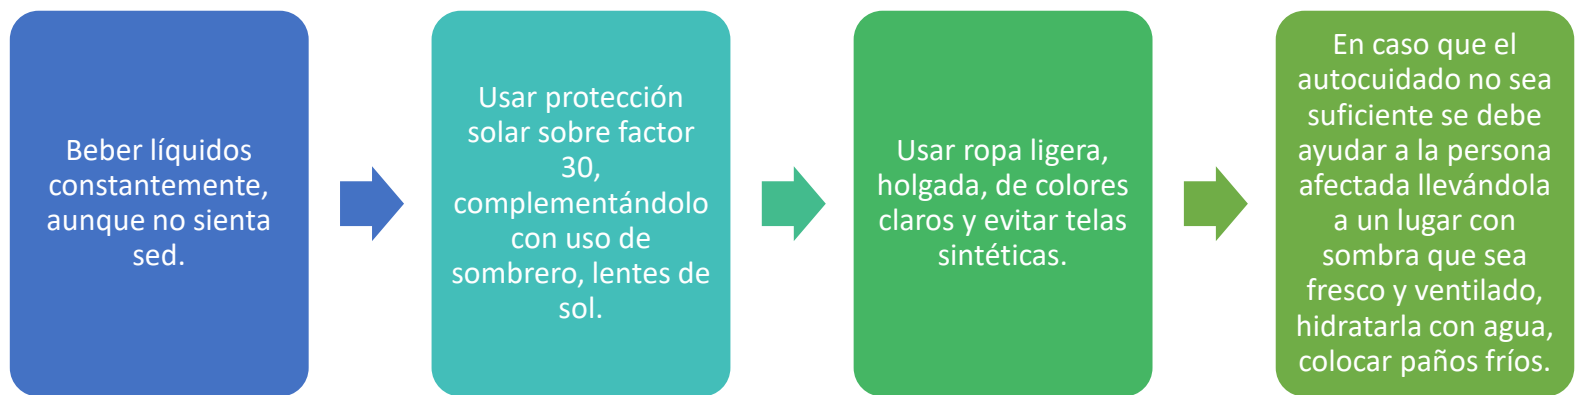 Beber líquidos
constantemente,
aunque no sienta
sed.
Usar protección
solar sobre factor
30,
complementándolo
con uso de
sombrero, lentes de
sol.
Usar ropa ligera,
holgada, de colores
claros y evitar telas
sintéticas.
En caso que el
autocuidado no sea
suficiente se debe
ayudar a la persona
afectada llevándola
a un lugar con
sombra que sea
fresco y ventilado,
hidratarla con agua,
colocar paños fríos.